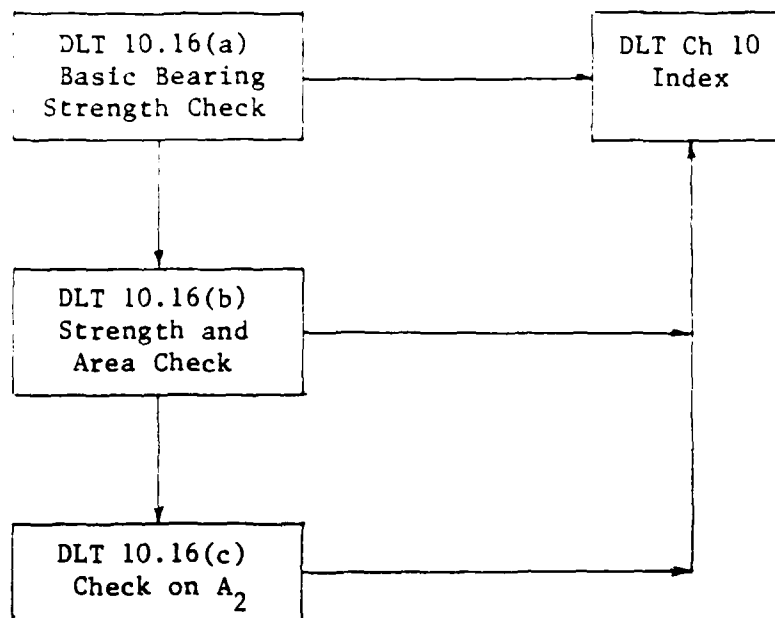 DLT 10.16(a)
Basic Bearing
Strength Check
DLT Ch 10
Index
DLT 10.16(b)
Strength and
Area Check
DLT 10.16(c)
Check on A2